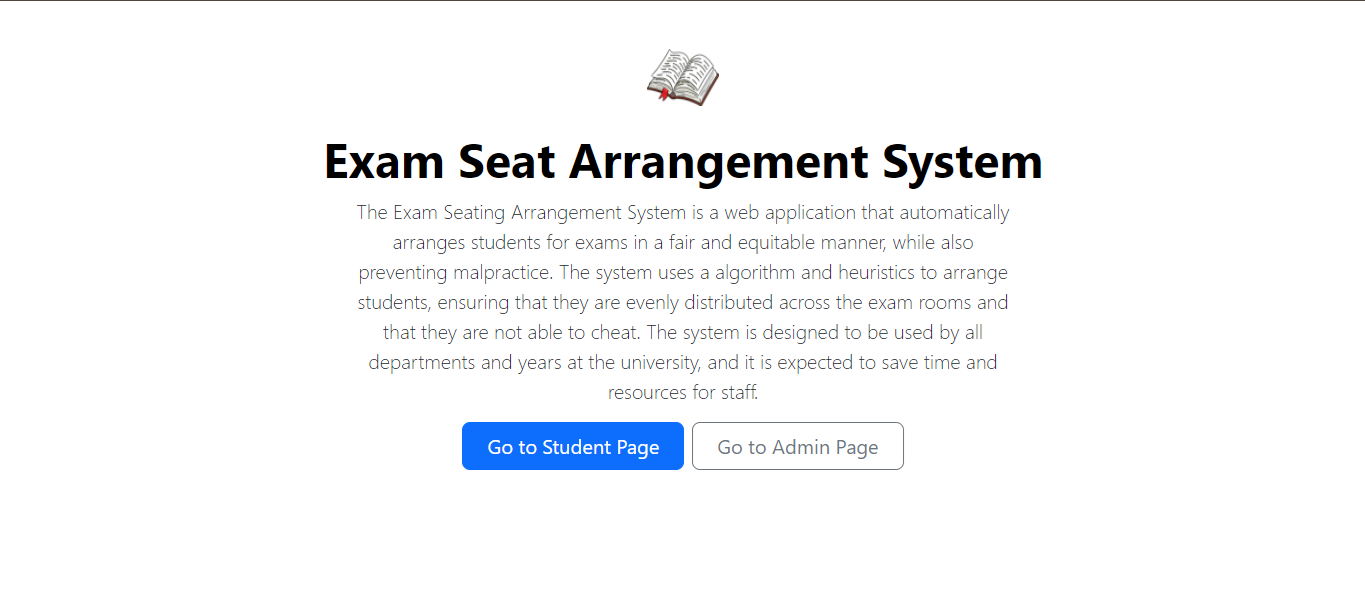 Exam Seat Arrangement System
The Exam Seating Arrangement System is a web application that automatically
arranges students for exams in a fair and equitable manner, while also
preventing malpractice. The system uses a algorithm and heuristics to arrange
students, ensuring that they are evenly distributed across the exam rooms and
that they are not able to cheat. The system is designed to be used by all
departments and years at the university, and it is expected to save time and
resources for staff.
Go to Student Page
Go to Admin Page